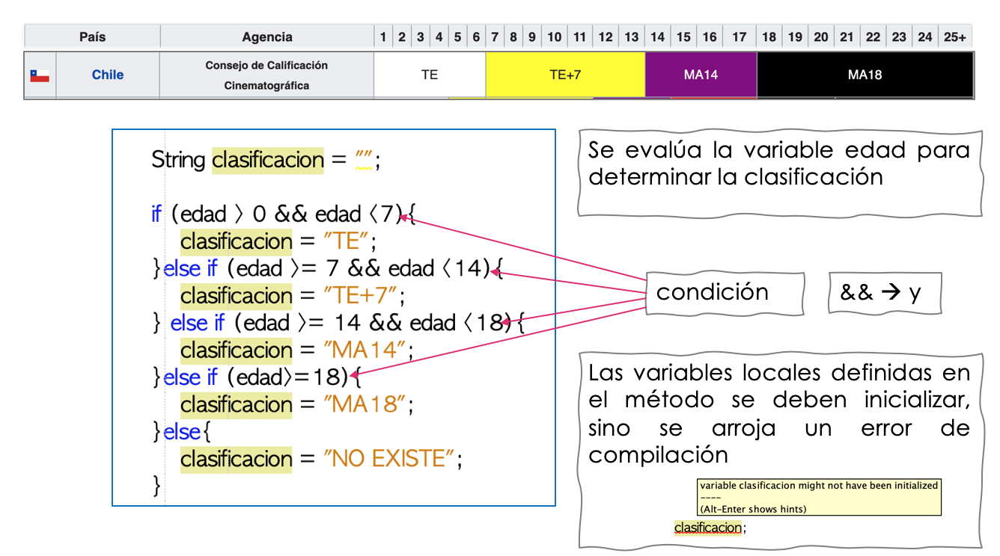 País Agencia 1 2 3 4 5 6 7 8 9 10 11 12 13 14 15 16 17 18 19 20 21 22 23 24 25+
Chile Consejo de Calificación
Cinematográfica
TE TE+7 MA14 MA18
String clasificacion = "";
if (edad > 0 && edad <7){
clasificacion = "TE";
}else if (edad >= 7 && edad <14){
clasificacion = "TE+7";
} else if (edad >= 14 && edad <18){
clasificacion = "MA14";
}else if (edad>=18){
clasificacion = "MA18";
}else{
clasificacion = "NO EXISTE";
}
Se evalúa la variable edad para
determinar la clasificación
condición
&& → y
Las variables locales definidas en
el método se deben inicializar,
sino se arroja un error de
compilación
variable clasificacion might not have been initialized
----
(Alt-Enter shows hints)
clasificacion;